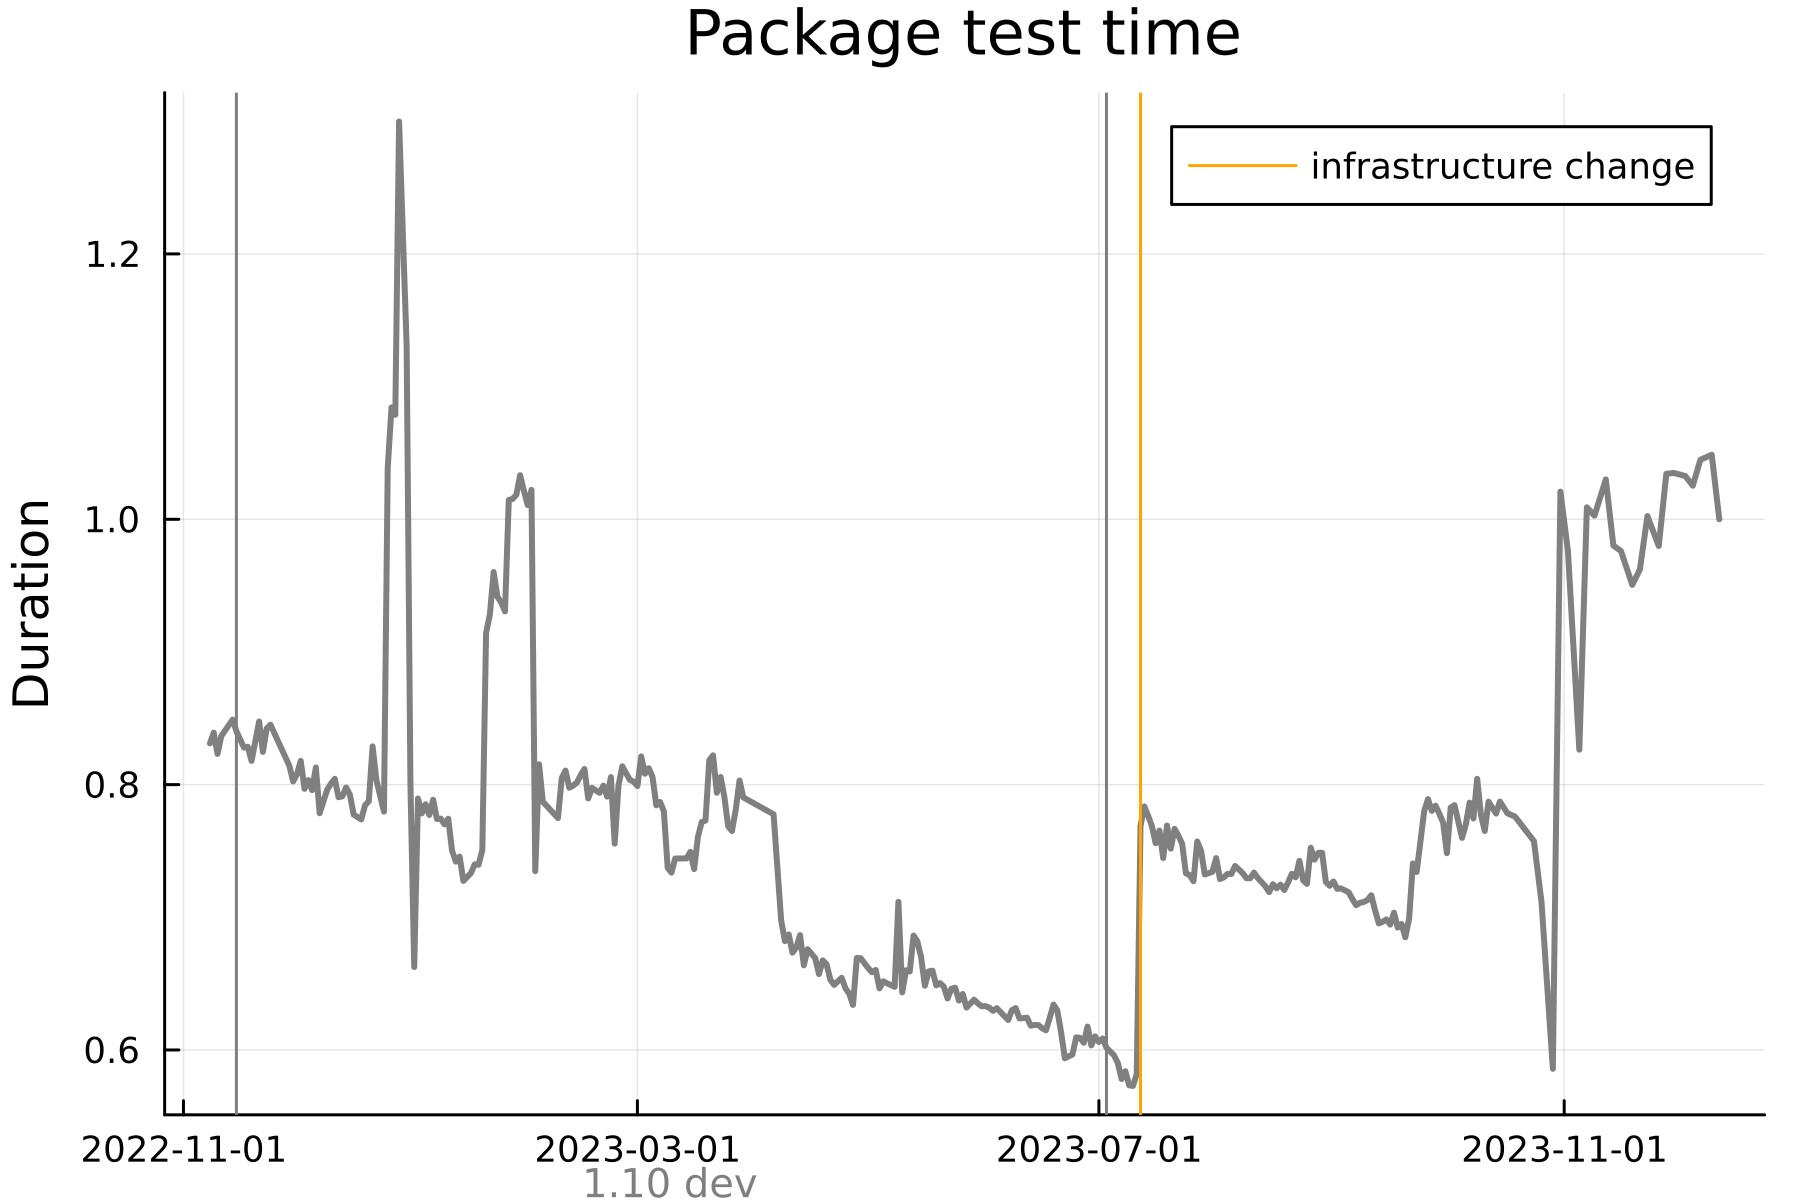 Package test time
infrastructure change
1.2
1.0
0.8
0.6
Duration
2022-11-01 2023-03-01 2023-07-01 2023-11-01
1.10 dev